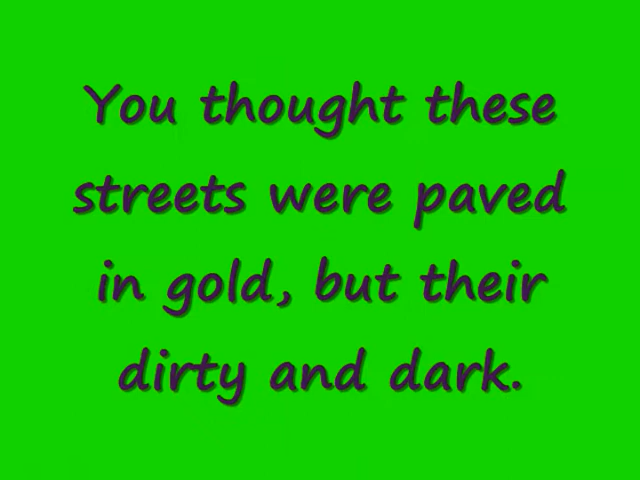 You thought these
streets were paved
in gold, but their
dirty and dark.